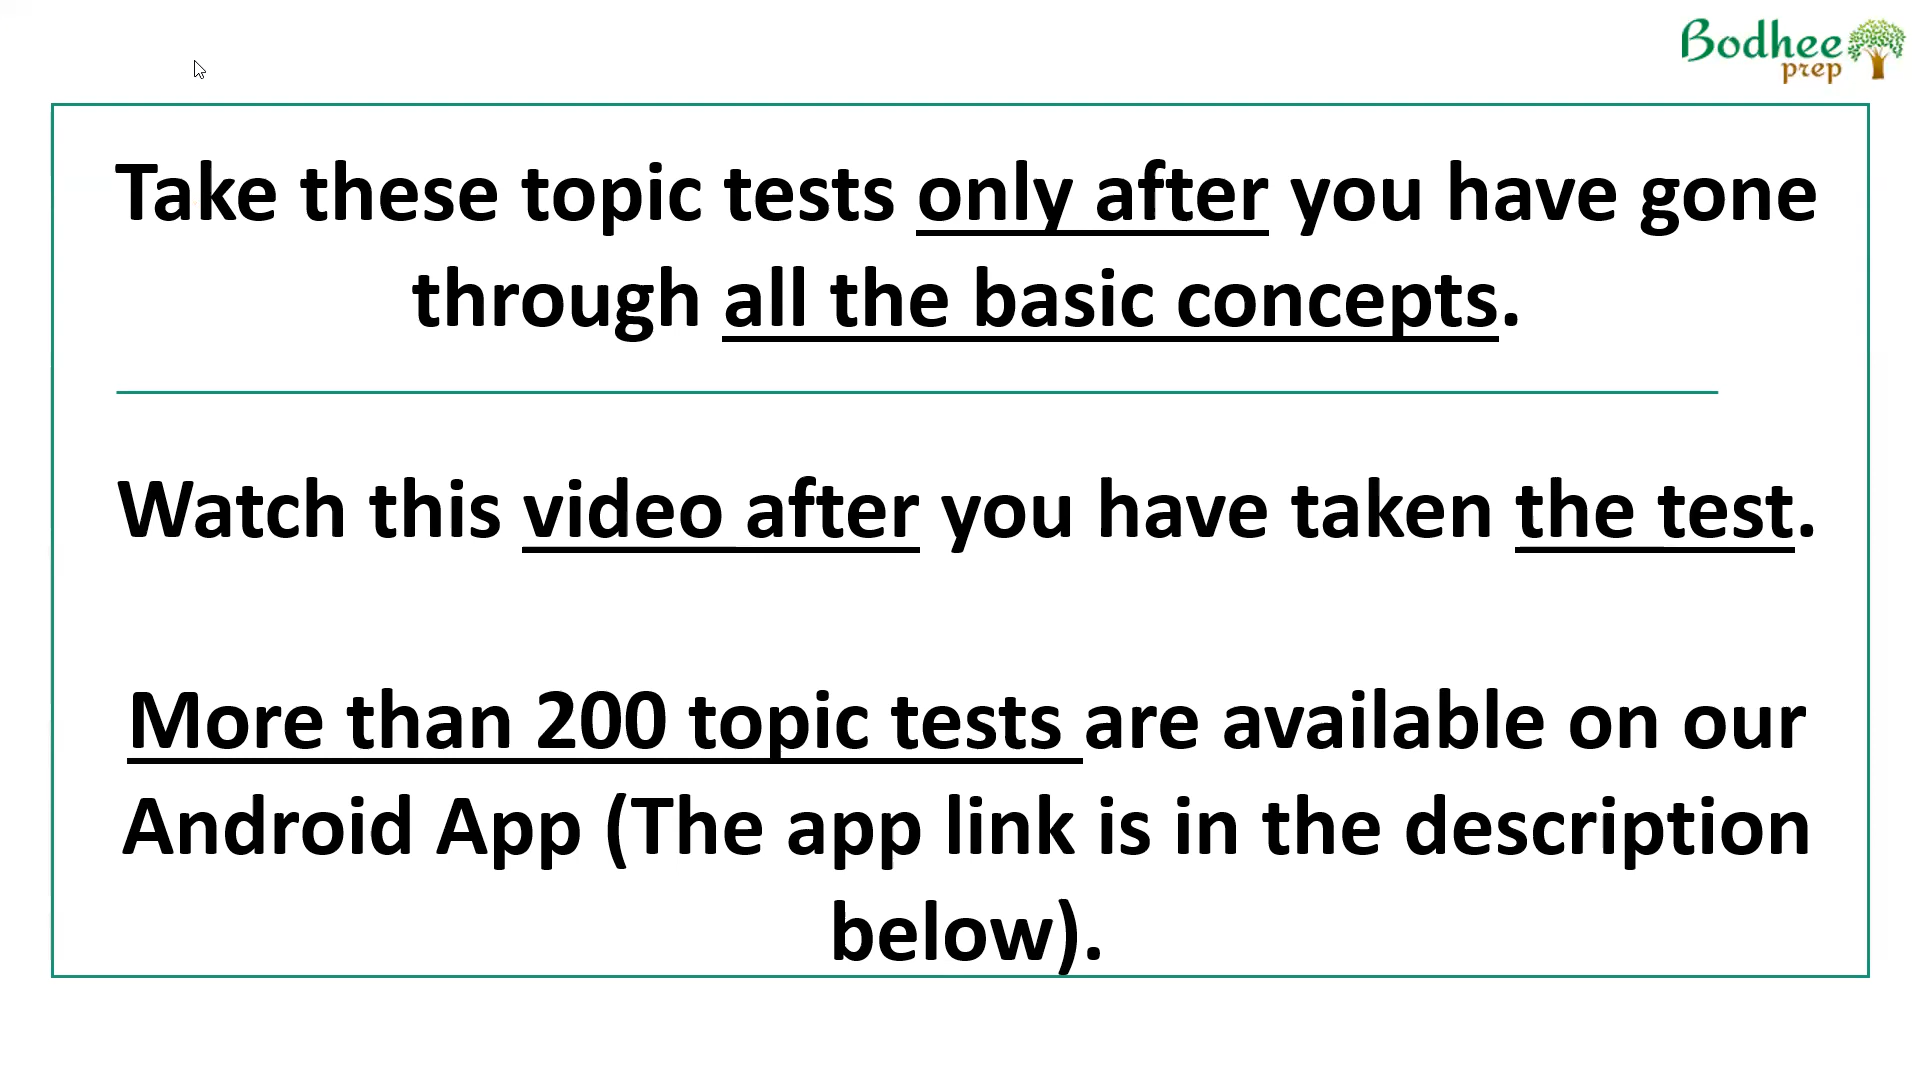 Bodhee
prep
Take these topic tests only after you have gone
through all the basic concepts.
Watch this video after you have taken the test.
More than 200 topic tests are available on our
Android App (The app link is in the description
below).